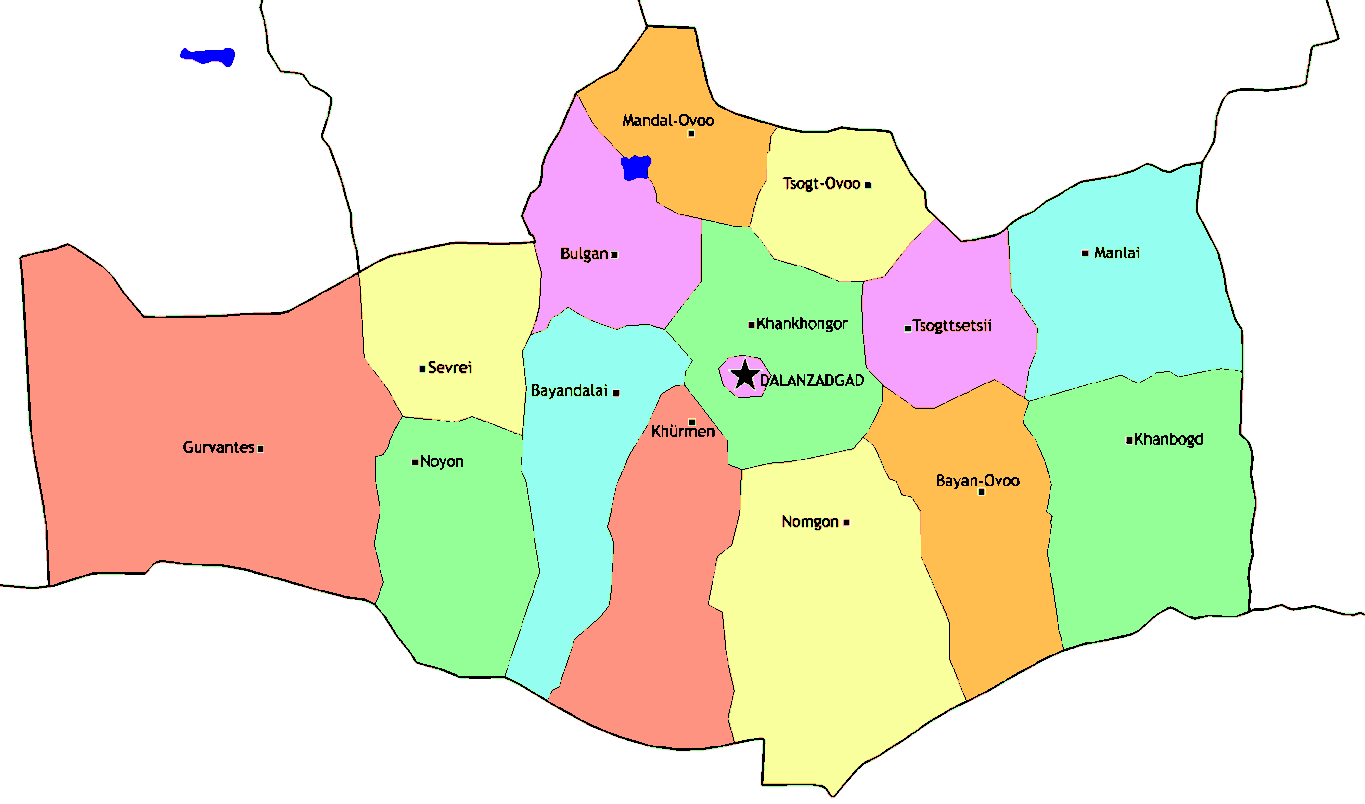 Mandal-Ovoo
Tsogt-Ovoo
Bulgan
Manlai
Khankhongor
Tsogttsetsii
Sevrei
DALANZADGAD
Bayandalai
Khürmen
Khanbogd
Gurvantes
Noyon
Bayan-Ovoo
Nomgon